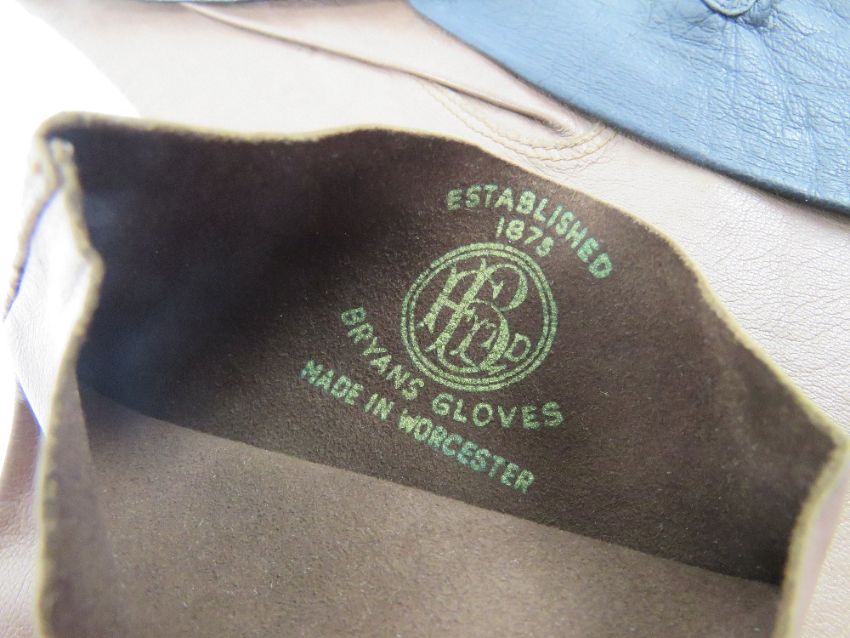 ESTABLISHED
1875
BRYANS GLOVES
MADE IN WORCESTER